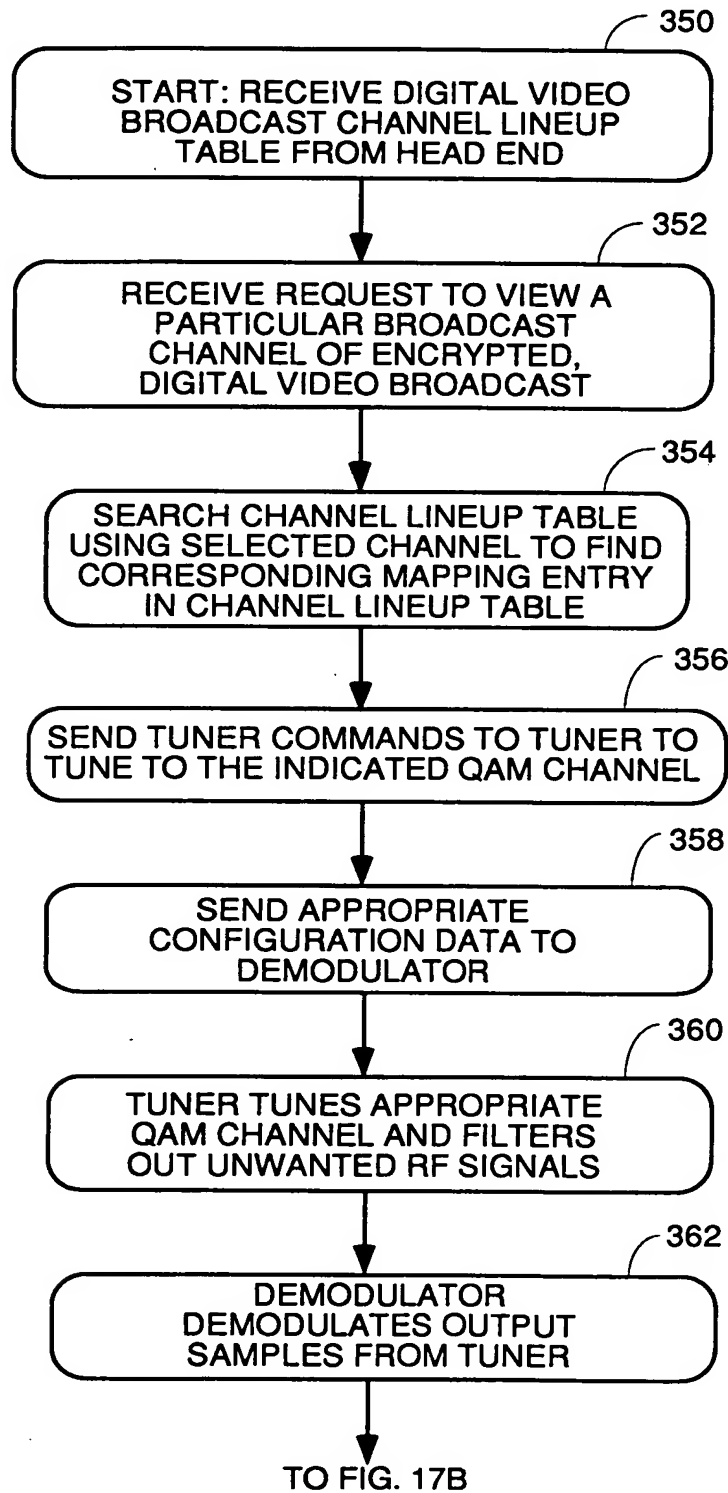 350
START: RECEIVE DIGITAL VIDEO
BROADCAST CHANNEL LINEUP
TABLE FROM HEAD END
352
RECEIVE REQUEST TO VIEW A
PARTICULAR BROADCAST
CHANNEL OF ENCRYPTED,
DIGITAL VIDEO BROADCAST
354
SEARCH CHANNEL LINEUP TABLE
USING SELECTED CHANNEL TO FIND
CORRESPONDING MAPPING ENTRY
IN CHANNEL LINEUP TABLE
356
SEND TUNER COMMANDS TO TUNER TO
TUNE TO THE INDICATED QAM CHANNEL
358
SEND APPROPRIATE
CONFIGURATION DATA TO
DEMODULATOR
360
TUNER TUNES APPROPRIATE
QAM CHANNEL AND FILTERS
OUT UNWANTED RF SIGNALS
362
DEMODULATOR
DEMODULATES OUTPUT
SAMPLES FROM TUNER
TO FIG. 17B